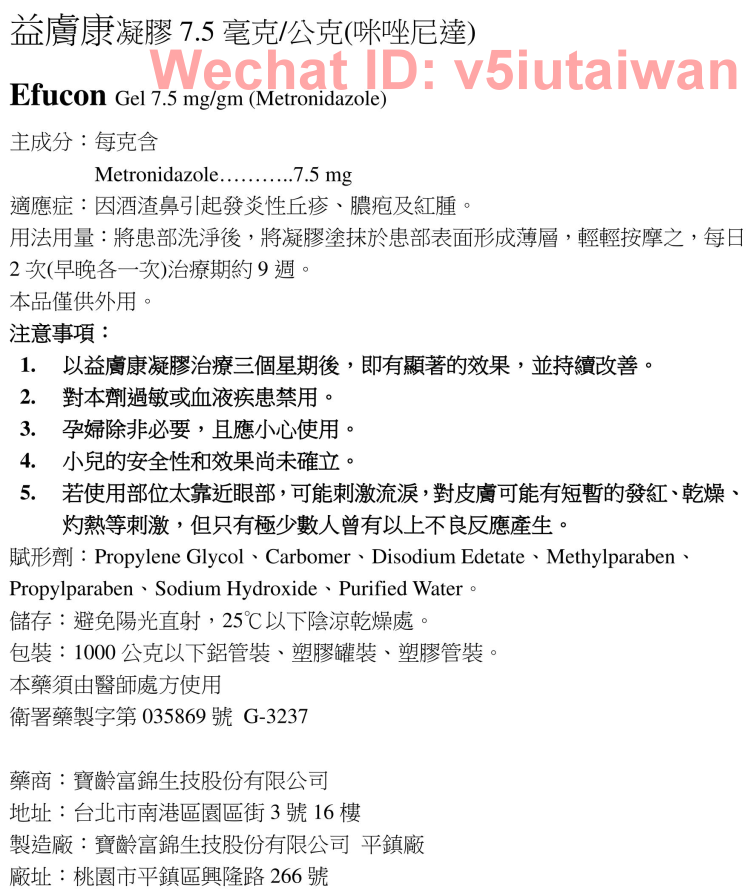 益膚康凝膠 7.5 毫克/公克(咪唑尼達)
Wechat ID: v5iutaiwan
Efucon Gel 7.5 mg/gm (Metronidazole)
主成分：每克含
Metronidazole………..7.5 mg
適應症：因酒渣鼻引起發炎性丘疹、膿疱及紅腫。
用法用量：將患部洗淨後，將凝膠塗抹於患部表面形成薄層，輕輕按摩之，每日
2 次(早晚各一次)治療期約 9 週。
本品僅供外用。
注意事項：
1. 以益膚康凝膠治療三個星期後，即有顯著的效果，並持續改善。
2. 對本劑過敏或血液疾患禁用。
3. 孕婦除非必要，且應小心使用。
4. 小兒的安全性和效果尚未確立。
5. 若使用部位太靠近眼部，可能刺激流淚，對皮膚可能有短暫的發紅、乾燥、
灼熱等刺激，但只有極少數人曾有以上不良反應產生。
賦形劑：Propylene Glycol、Carbomer、Disodium Edetate、Methylparaben、
Propylparaben、Sodium Hydroxide、Purified Water。
儲存：避免陽光直射，25℃以下陰涼乾燥處。
包裝：1000 公克以下鋁管裝、塑膠罐裝、塑膠管裝。
本藥須由醫師處方使用
衛署藥製字第 035869 號 G-3237
藥商：寶齡富錦生技股份有限公司
地址：台北市南港區園區街 3 號 16 樓
製造廠：寶齡富錦生技股份有限公司 平鎮廠
廠址：桃園市平鎮區興隆路 266 號